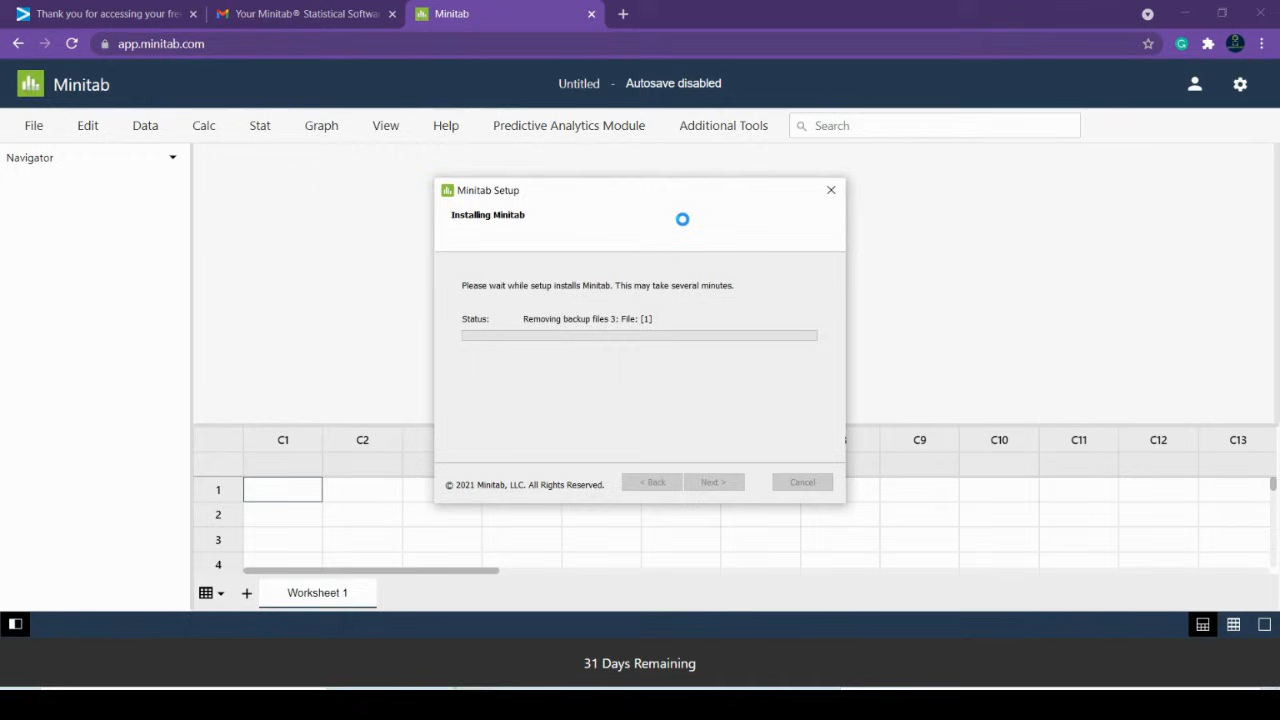 Thank you for accessing your free
Your Minitab® Statistical Softwa
Minitab
app.minitab.com
Minitab
Untitled - Autosave disabled
File Edit Data Calc Stat Graph View Help Predictive Analytics Module Additional Tools Search
Navigator
Minitab Setup
Installing Minitab
Please wait while setup installs Minitab. This may take several minutes.
Status: Removing backup files 3: File: [1]
© 2021 Minitab, LLC. All Rights Reserved. < Back Next > Cancel
C1 C2 C9 C10 C11 C12 C13
1
2
3
4
Worksheet 1
31 Days Remaining